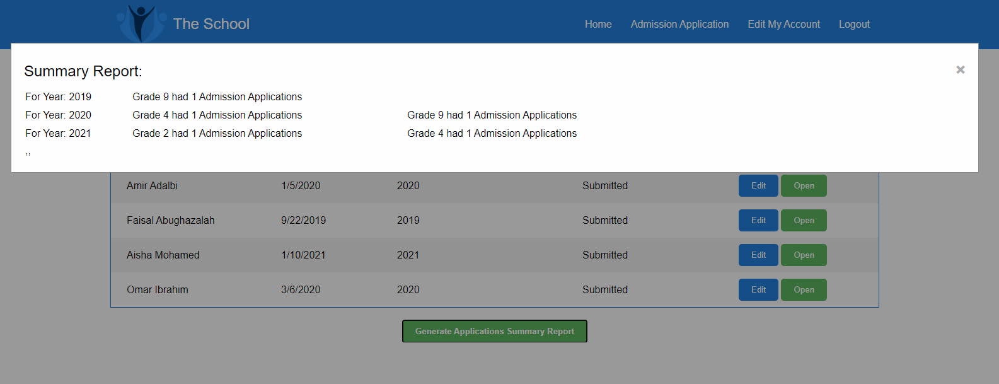 The School
Home Admission Application Edit My Account Logout
Summary Report:
×
For Year: 2019 Grade 9 had 1 Admission Applications
For Year: 2020 Grade 4 had 1 Admission Applications Grade 9 had 1 Admission Applications
For Year: 2021 Grade 2 had 1 Admission Applications Grade 4 had 1 Admission Applications
,,
Amir Adalbi 1/5/2020 2020 Submitted Edit Open
Faisal Abughazalah 9/22/2019 2019 Submitted Edit Open
Aisha Mohamed 1/10/2021 2021 Submitted Edit Open
Omar Ibrahim 3/6/2020 2020 Submitted Edit Open
Generate Applications Summary Report